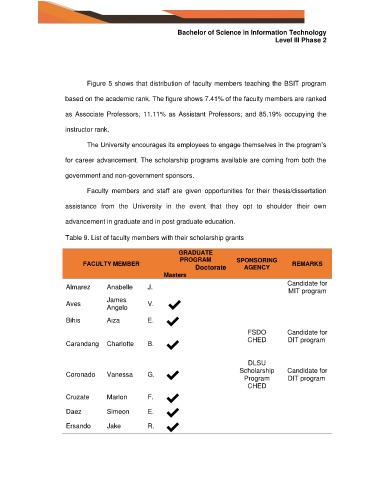 Bachelor of Science in Information Technology
Level III Phase 2
Figure 5 shows that distribution of faculty members teaching the BSIT program
based on the academic rank. The figure shows 7.41% of the faculty members are ranked
as Associate Professors; 11.11% as Assistant Professors; and 85.19% occupying the
instructor rank.
The University encourages its employees to engage themselves in the program's
for career advancement. The scholarship programs available are coming from both the
government and non-government sponsors.
Faculty members and staff are given opportunities for their thesis/dissertation
assistance from the University in the event that they opt to shoulder their own
advancement in graduate and in post graduate education.
Table 9. List of faculty members with their scholarship grants
FACULTY MEMBER GRADUATE PROGRAM SPONSORING AGENCY REMARKS
Masters Doctorate
Almarez Anabelle J. Candidate for MIT program
Aves James Angelo V. ✔
Bihis Aiza E. ✔
Carandang Charlotte B. ✔ FSDO CHED Candidate for DIT program
Coronado Vanessa G. ✔ DLSU Scholarship Program CHED Candidate for DIT program
Cruzate Marlon F. ✔
Daez Simeon E. ✔
Ersando Jake R. ✔